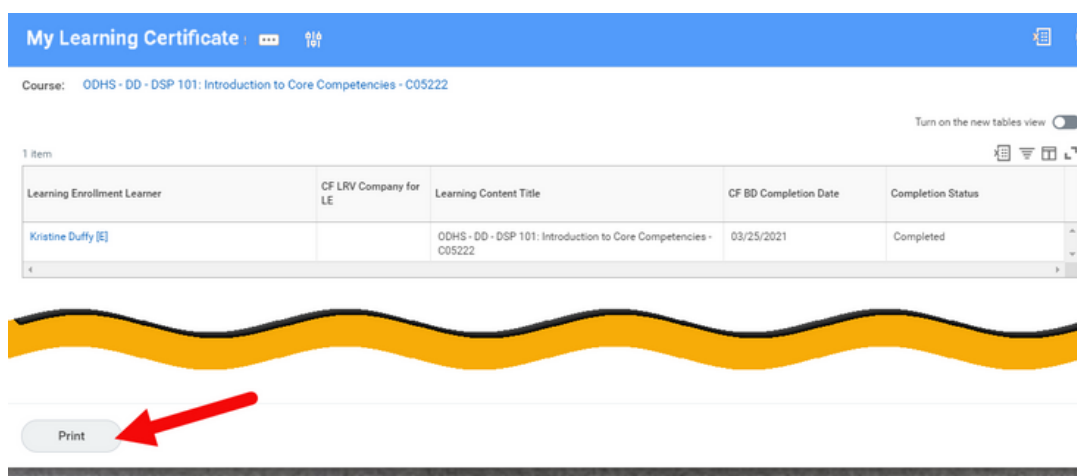 My Learning Certificate
Course: ODHS - DD - DSP 101: Introduction to Core Competencies - C05222
Turn on the new tables view
1 item
Learning Enrollment Learner
CF LRV Company for
LE
Learning Content Title
CF BD Completion Date
Completion Status
Kristine Duffy [E]
ODHS - DD - DSP 101: Introduction to Core Competencies -
C05222
03/25/2021
Completed
Print